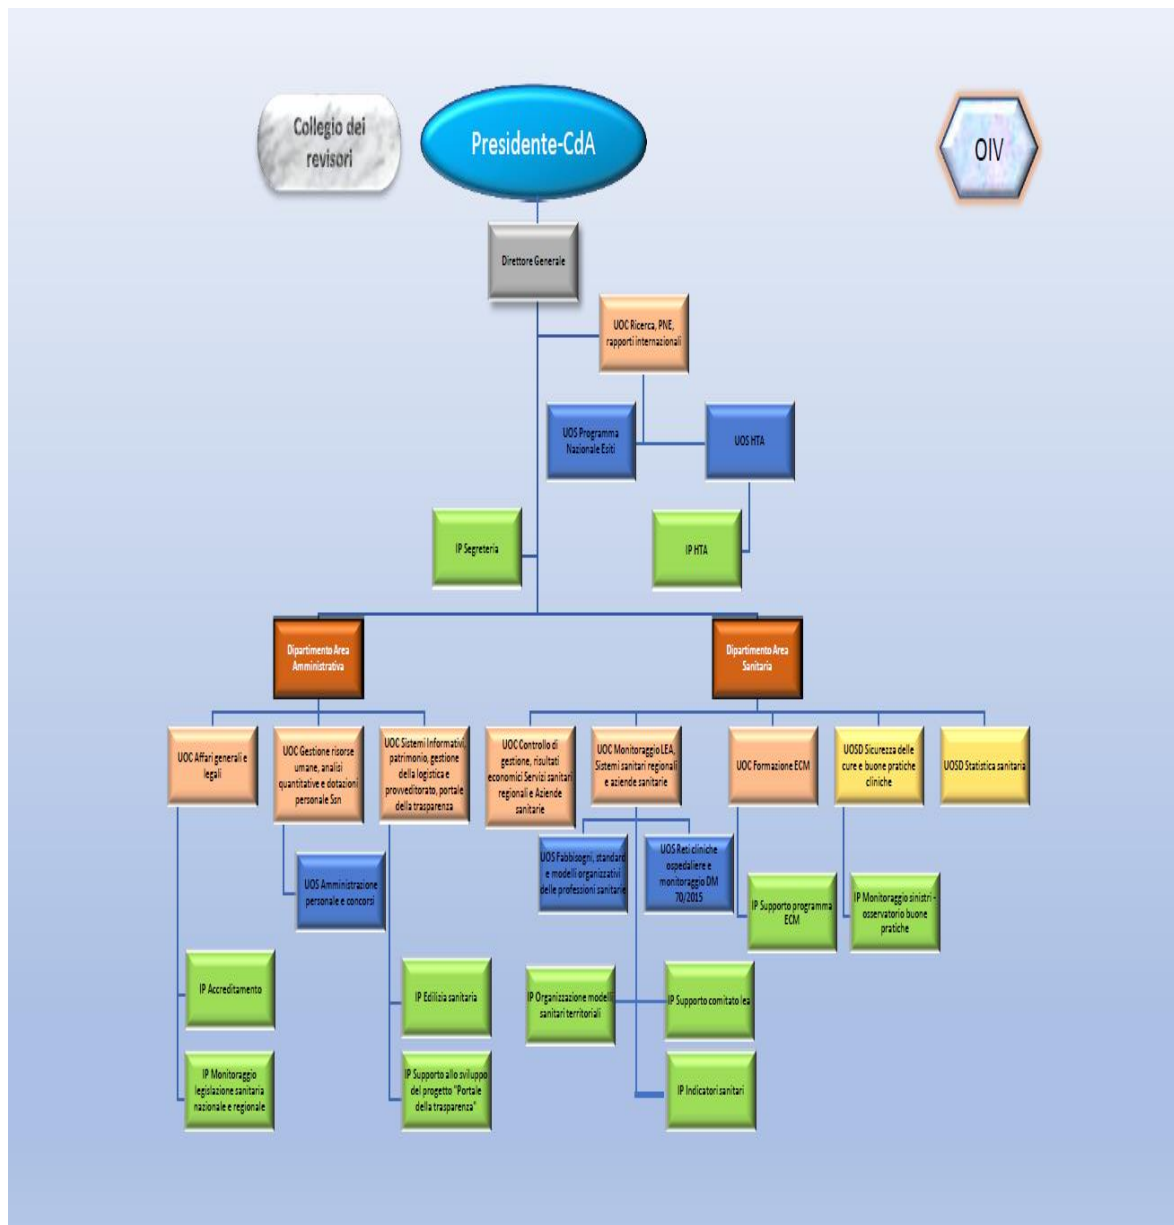 Collegio dei
revisori
Presidente-CdA
OIV
Direttore Generale
UOC Ricerca, PNE,
rapporti internazionali
UOS Programma
Nazionale Esiti
UOS HTA
IP Segreteria
IP HTA
Dipartimento Area
Amministrativa
Dipartimento Area
Sanitaria
UOC Affari generali e
legali
UOC Gestione risorse
umane, analisi
quantitative e dotazioni
personale Ssn
UOC Sistemi Informativi,
patrimonio, gestione
della logistica e
provveditorato, portale
della trasparenza
UOC Controllo di
gestione, risultati
economici Servizi sanitari
regionali e Aziende
sanitarie
UOC Monitoraggio LEA,
Sistemi sanitari regionali
e aziende sanitarie
UOC Formazione ECM
UOSD Sicurezza delle
cure e buone pratiche
cliniche
UOSD Statistica sanitaria
UOS Amministrazione
personale e concorsi
UOS Fabbisogni, standard
e modelli organizzativi
delle professioni sanitarie
UOS Reti cliniche
ospedaliere e
monitoraggio DM
70/2015
IP Supporto programma
ECM
IP Monitoraggio sinistri -
osservatorio buone
pratiche
IP Accreditamento
IP Edilizia sanitaria
IP Organizzazione modelli
sanitari territoriali
IP Supporto comitato lea
IP Monitoraggio
legislazione sanitaria
nazionale e regionale
IP Supporto allo sviluppo
del progetto "Portale
della trasparenza"
IP Indicatori sanitari